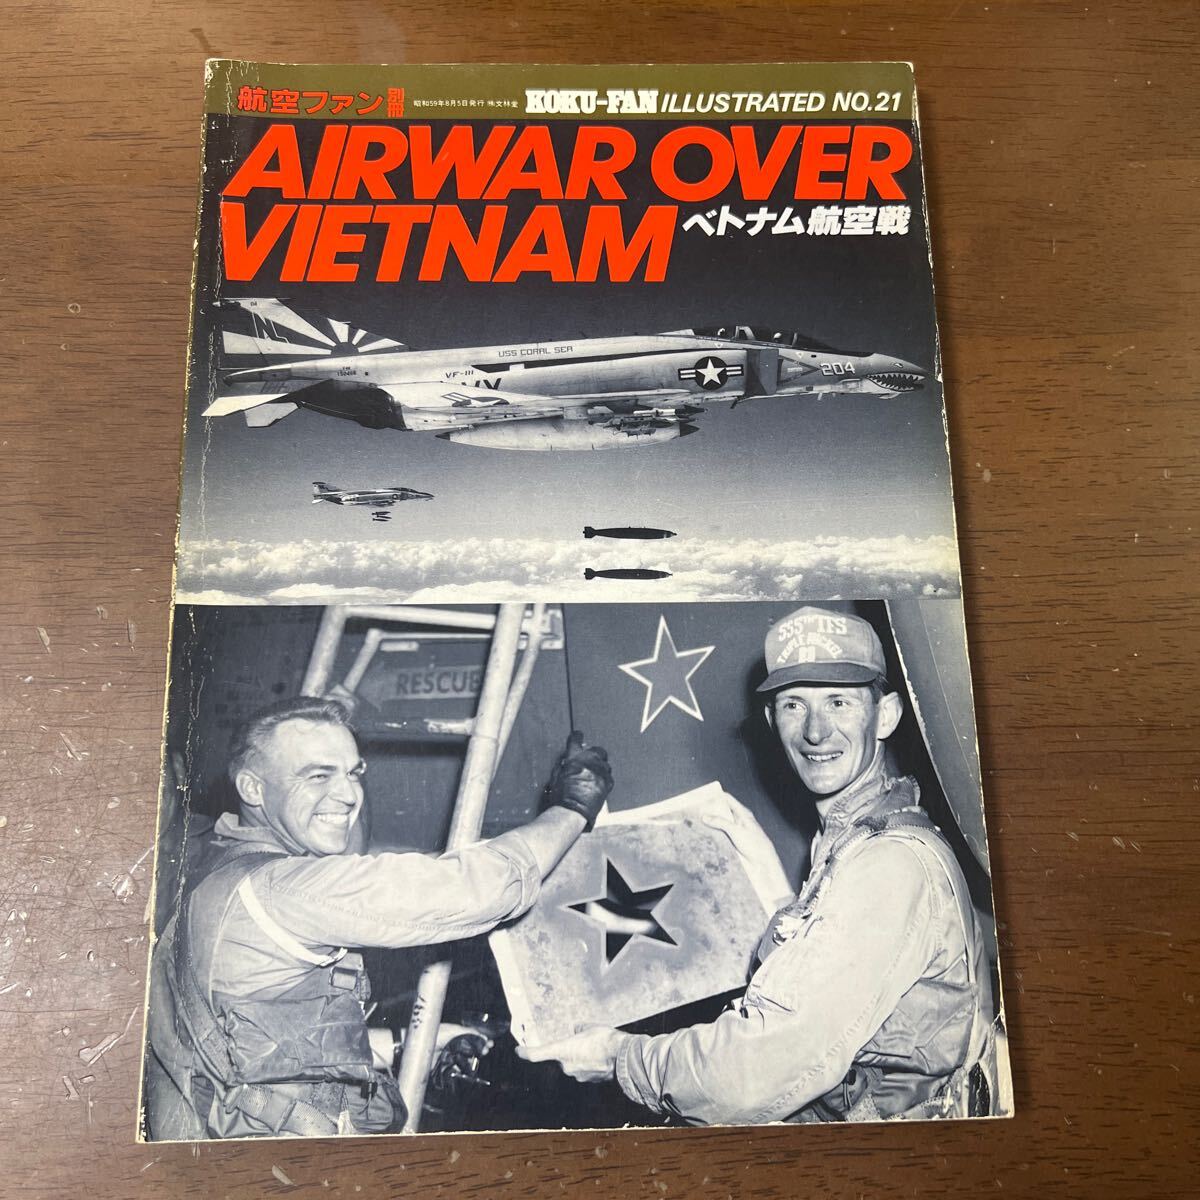 航空ファン別冊 昭和59年8月5日発行 ㈱文林堂 KOKU-FAN ILLUSTRATED NO.21
AIRWAR OVER
VIETNAM ベトナム航空戦
USS CORAL SEA
VF-111
204
RESCUE
555TH TFS
TRIPLE NICKEL